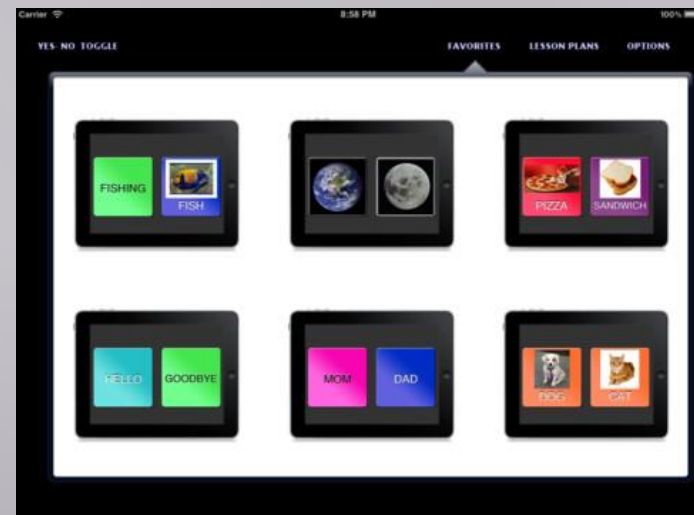 Carrier 8:58 PM 100%
YES-NO TOGGLE FAVORITES LESSON PLANS OPTIONS
FISHING FISH PIZZA SANDWICH
HELLO GOODBYE MOM DAD DOG CAT